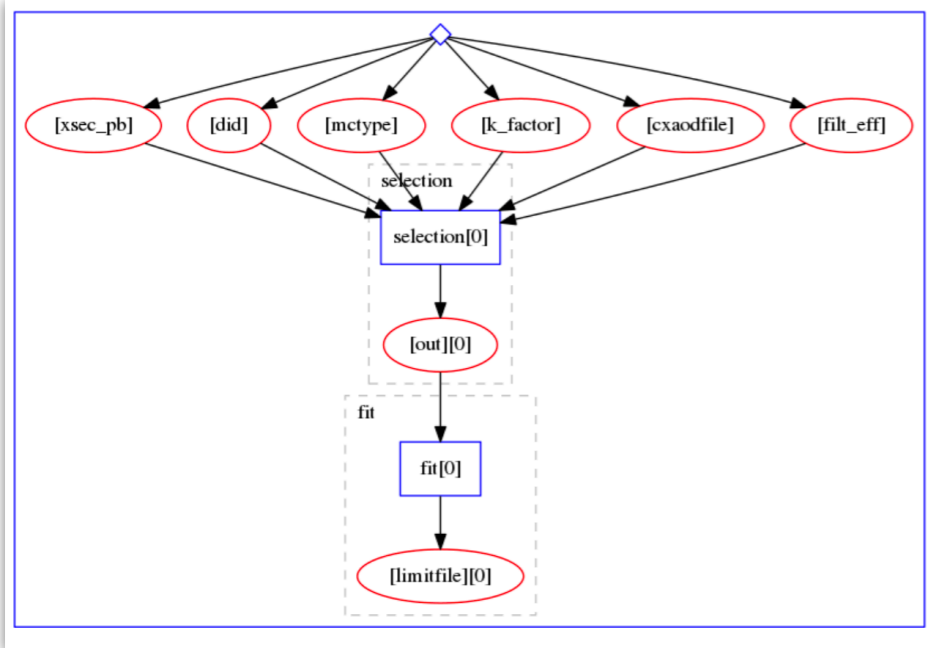 [xsec_pb]
[did]
[mctype]
[k_factor]
[cxaodfile]
[filt_eff]
selection
selection[0]
[out][0]
fit
fit[0]
[limitfile][0]